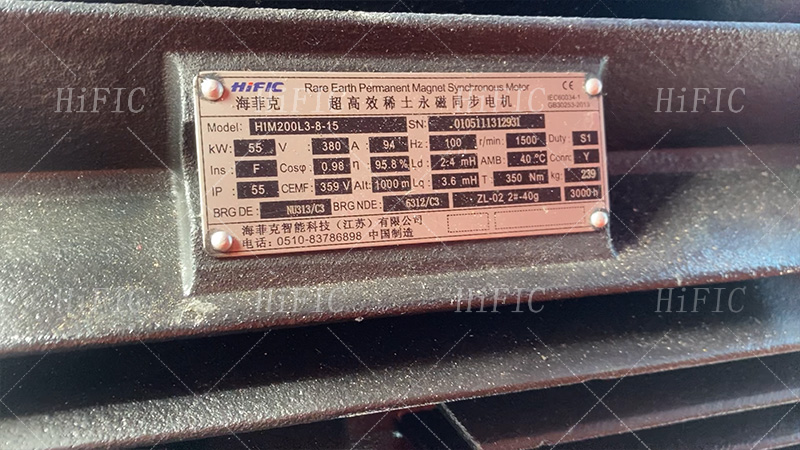 HiFIC Rare Earth Permanent Magnet Synchronous Motor CE
海菲克 超高效稀土永磁同步电机 IEC60034-1
GB30253-2013
Model: HIM200L3-8-15 SN: .0105111312931
kW: 55 V 380 A 94 Hz: 100 r/min: 1500 Duty: S1
Ins: F Cosφ 0.98 η 95.8% Ld: 2.4 mH AMB: 40 ℃ Conn: Y
IP: 55 CEMF: 359 V Alt: 1000 m Lq: 3.6 mH T 350 Nm kg: 239
BRG DE: NU313/C3 BRG NDE: 6312/C3 ZL-02 2#-40g 3000h
海菲克智能科技（江苏）有限公司
电话: 0510-83786898 中国制造
HiFIC HiFIC HiFIC HiFIC
HiFIC HiFIC HiFIC HiFIC